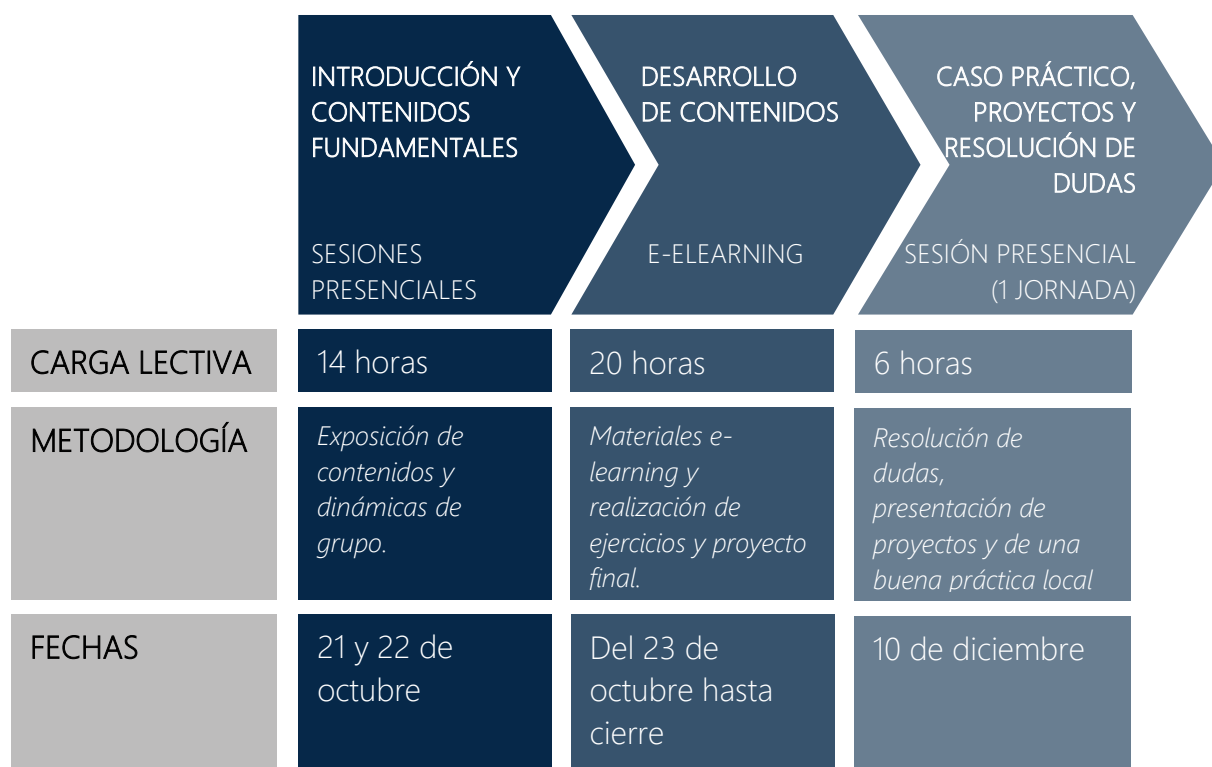 INTRODUCCIÓN Y
CONTENIDOS
FUNDAMENTALES
SESIONES
PRESENCIALES
DESARROLLO
DE CONTENIDOS
E-ELEARNING
CASO PRÁCTICO,
PROYECTOS Y
RESOLUCIÓN DE
DUDAS
SESIÓN PRESENCIAL
(1 JORNADA)
CARGA LECTIVA
14 horas
20 horas
6 horas
METODOLOGÍA
Exposición de
contenidos y
dinámicas de
grupo.
Materiales e-
learning y
realización de
ejercicios y proyecto
final.
Resolución de
dudas,
presentación de
proyectos y de una
buena práctica local
FECHAS
21 y 22 de
octubre
Del 23 de
octubre hasta
cierre
10 de diciembre